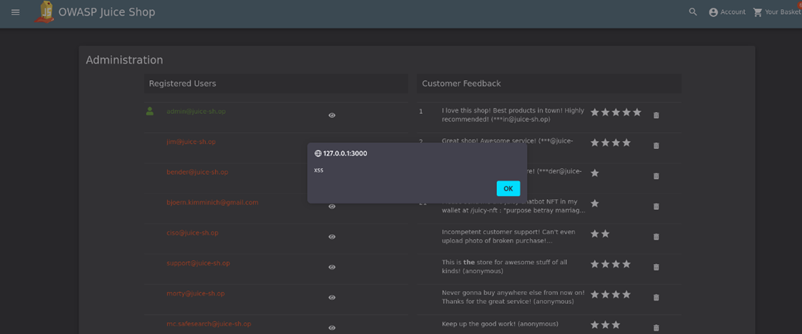 OWASP Juice Shop
Account
Your Basket
Administration
Registered Users
Customer Feedback
admin@juice-sh.op
1
I love this shop! Best products in town! Highly
recommended! (***in@juice-sh.op)
jim@juice-sh.op
Great shop! Awesome service! (***@juice-
127.0.0.1:3000
xss
OK
bender@juice-sh.op
(***der@juice-
bjoern.kimminich@gmail.com
chatbot NFT in my
wallet at /juicy-nft : "purpose betray marriag...
ciso@juice-sh.op
Incompetent customer support! Can't even
upload photo of broken purchase!...
support@juice-sh.op
This is the store for awesome stuff of all
kinds! (anonymous)
morty@juice-sh.op
Never gonna buy anywhere else from now on!
Thanks for the great service! (anonymous)
mc.safesearch@juice-sh.op
Keep up the good work! (anonymous)